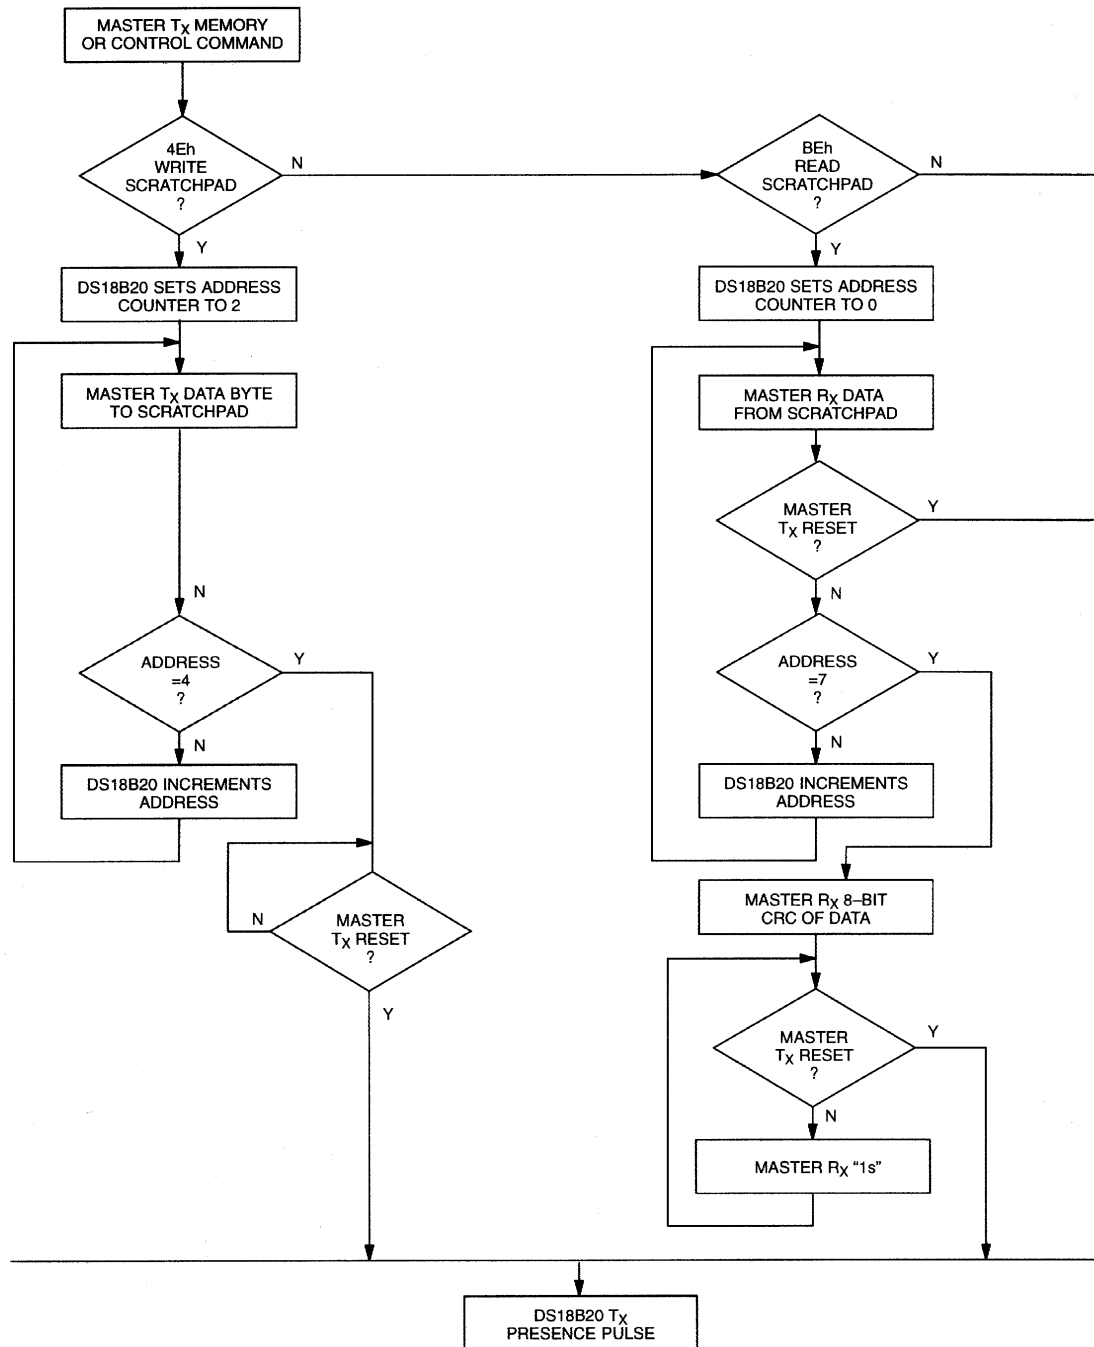 MASTER TX MEMORY
OR CONTROL COMMAND
4Eh
WRITE
SCRATCHPAD
?
N
Y
DS18B20 SETS ADDRESS
COUNTER TO 2
MASTER TX DATA BYTE
TO SCRATCHPAD
N
ADDRESS
=4
?
Y
N
DS18B20 INCREMENTS
ADDRESS
MASTER
TX RESET
?
N
Y
BEh
READ
SCRATCHPAD
?
N
Y
DS18B20 SETS ADDRESS
COUNTER TO 0
MASTER RX DATA
FROM SCRATCHPAD
MASTER
TX RESET
?
Y
N
ADDRESS
=7
?
Y
N
DS18B20 INCREMENTS
ADDRESS
MASTER RX 8–BIT
CRC OF DATA
MASTER
TX RESET
?
Y
N
MASTER RX “1s”
DS18B20 TX
PRESENCE PULSE